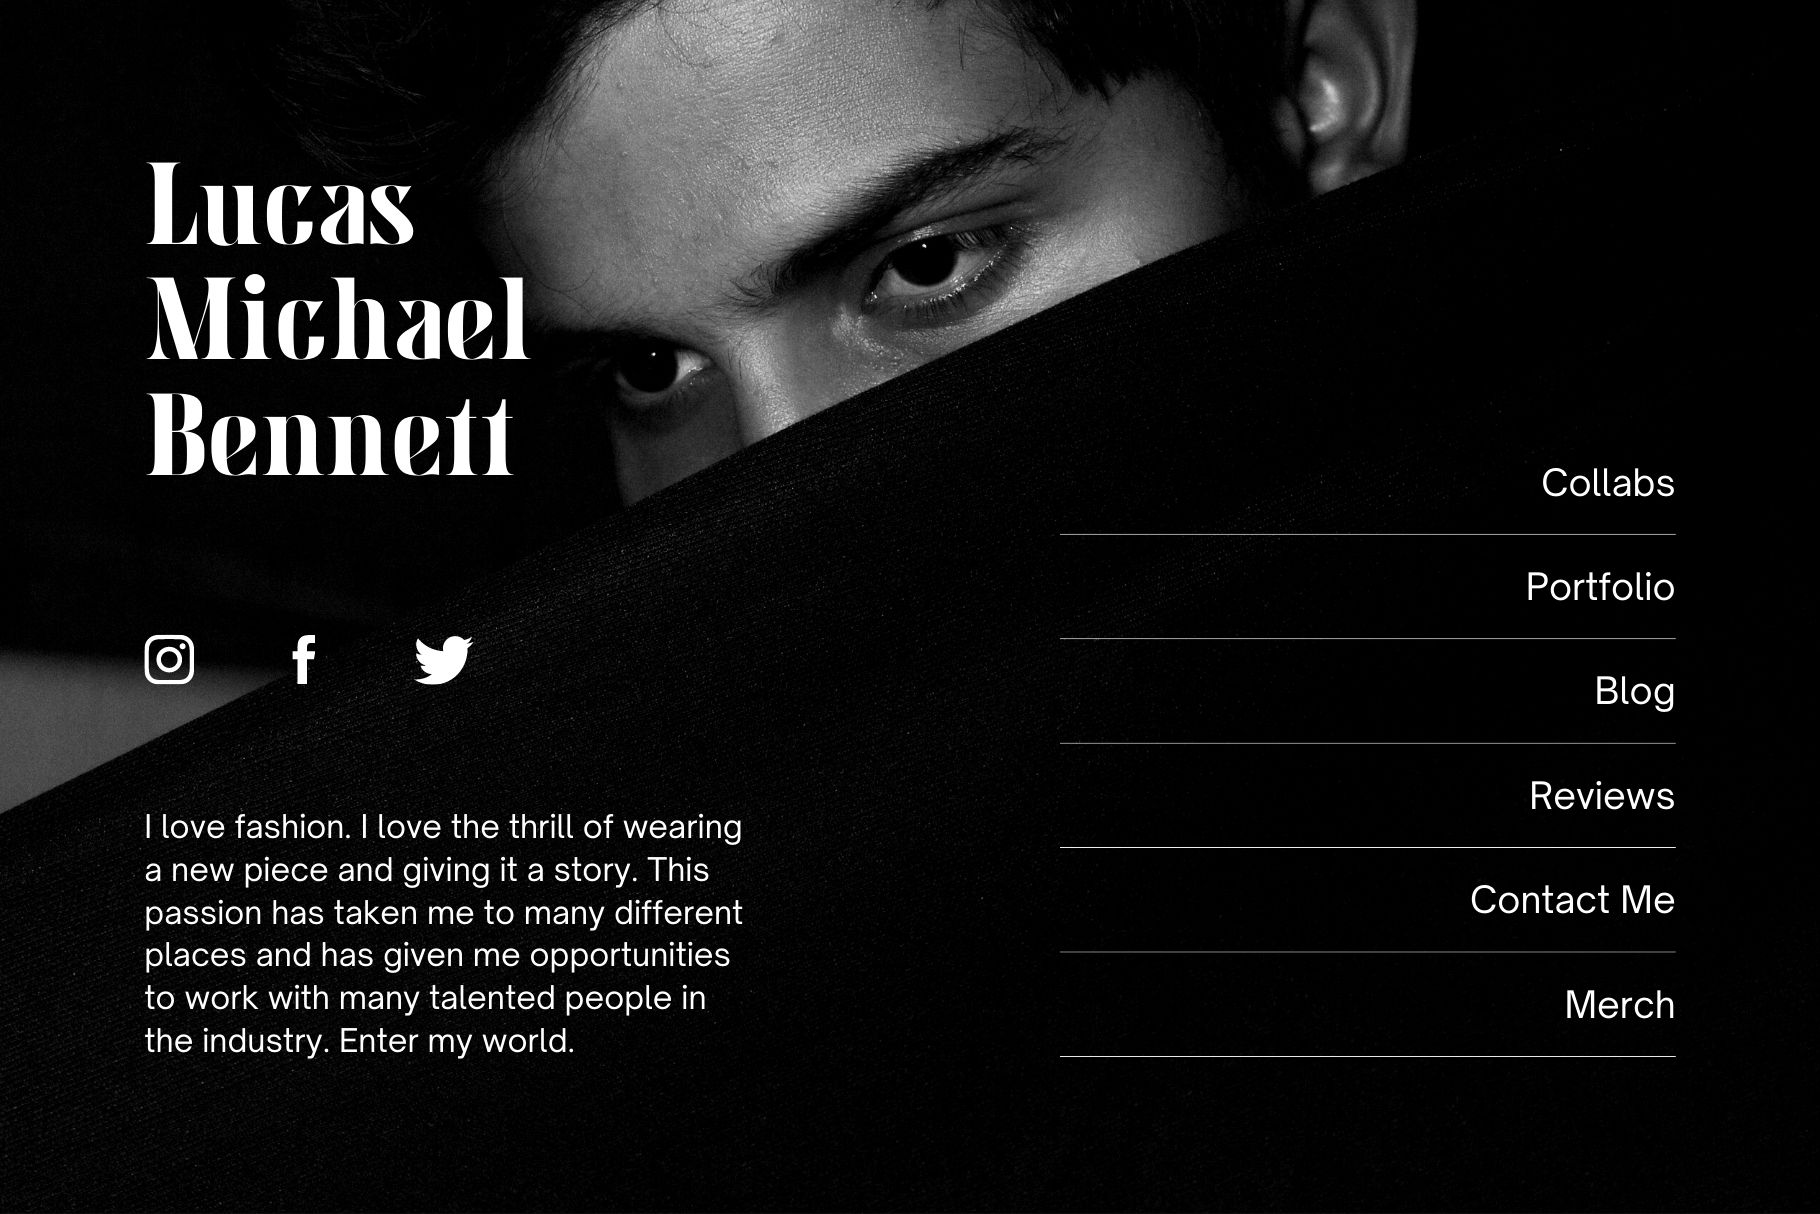 Lucas
Michael
Bennett
I love fashion. I love the thrill of wearing
a new piece and giving it a story. This
passion has taken me to many different
places and has given me opportunities
to work with many talented people in
the industry. Enter my world.
Collabs
Portfolio
Blog
Reviews
Contact Me
Merch